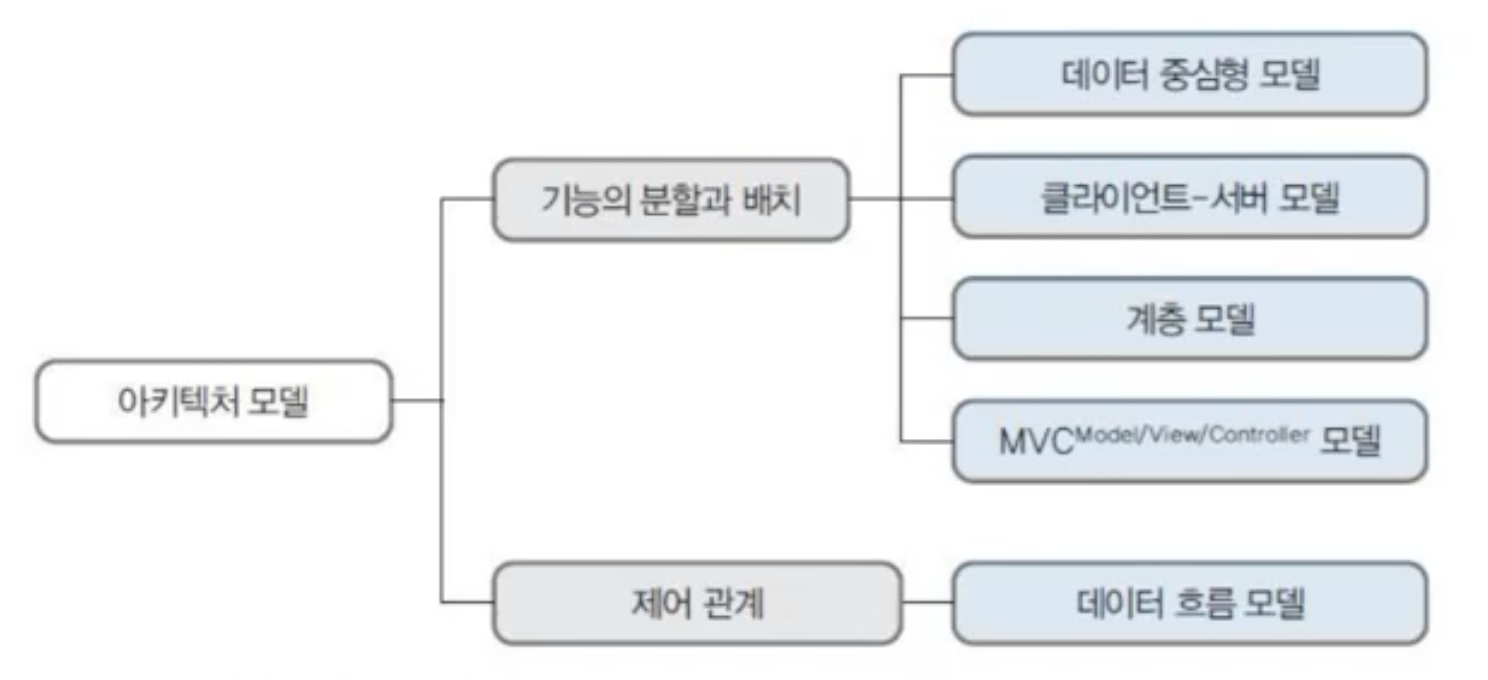 데이터 중심형 모델
기능의 분할과 배치
클라이언트-서버 모델
계층 모델
아키텍처 모델
MVC Model/View/Controller 모델
제어 관계
데이터 흐름 모델